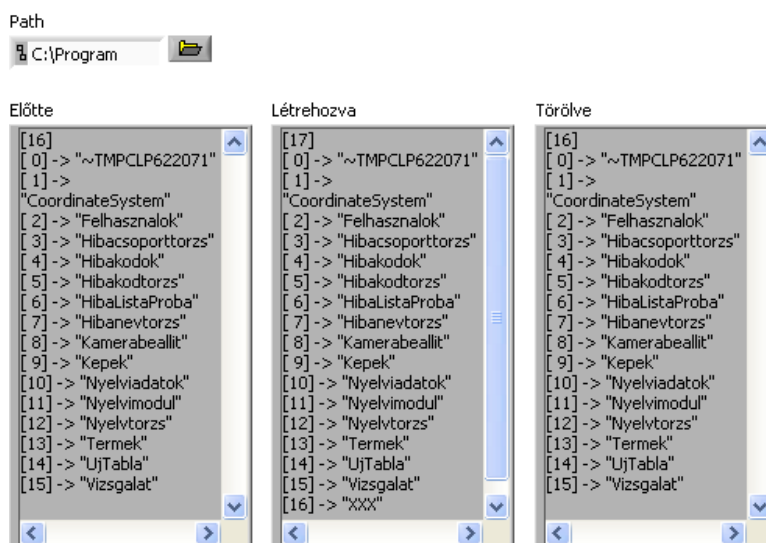 Path
C:\Program
Előtte
[16]
[ 0] -> "~TMPCLP622071"
[ 1] ->
"CoordinateSystem"
[ 2] -> "Felhasznalok"
[ 3] -> "Hibacsoporttorzs"
[ 4] -> "Hibakodok"
[ 5] -> "Hibakodtorzs"
[ 6] -> "HibaListaProba"
[ 7] -> "Hibanevtorzs"
[ 8] -> "Kamerabeallit"
[ 9] -> "Kepek"
[10] -> "Nyelviadatok"
[11] -> "Nyelvimodul"
[12] -> "Nyelvtorzs"
[13] -> "Termek"
[14] -> "UjTabla"
[15] -> "Vizsgalat"
Létrehozva
[17]
[ 0] -> "~TMPCLP622071"
[ 1] ->
"CoordinateSystem"
[ 2] -> "Felhasznalok"
[ 3] -> "Hibacsoporttorzs"
[ 4] -> "Hibakodok"
[ 5] -> "Hibakodtorzs"
[ 6] -> "HibaListaProba"
[ 7] -> "Hibanevtorzs"
[ 8] -> "Kamerabeallit"
[ 9] -> "Kepek"
[10] -> "Nyelviadatok"
[11] -> "Nyelvimodul"
[12] -> "Nyelvtorzs"
[13] -> "Termek"
[14] -> "UjTabla"
[15] -> "Vizsgalat"
[16] -> "XXX"
Törölve
[16]
[ 0] -> "~TMPCLP622071"
[ 1] ->
"CoordinateSystem"
[ 2] -> "Felhasznalok"
[ 3] -> "Hibacsoporttorzs"
[ 4] -> "Hibakodok"
[ 5] -> "Hibakodtorzs"
[ 6] -> "HibaListaProba"
[ 7] -> "Hibanevtorzs"
[ 8] -> "Kamerabeallit"
[ 9] -> "Kepek"
[10] -> "Nyelviadatok"
[11] -> "Nyelvimodul"
[12] -> "Nyelvtorzs"
[13] -> "Termek"
[14] -> "UjTabla"
[15] -> "Vizsgalat"